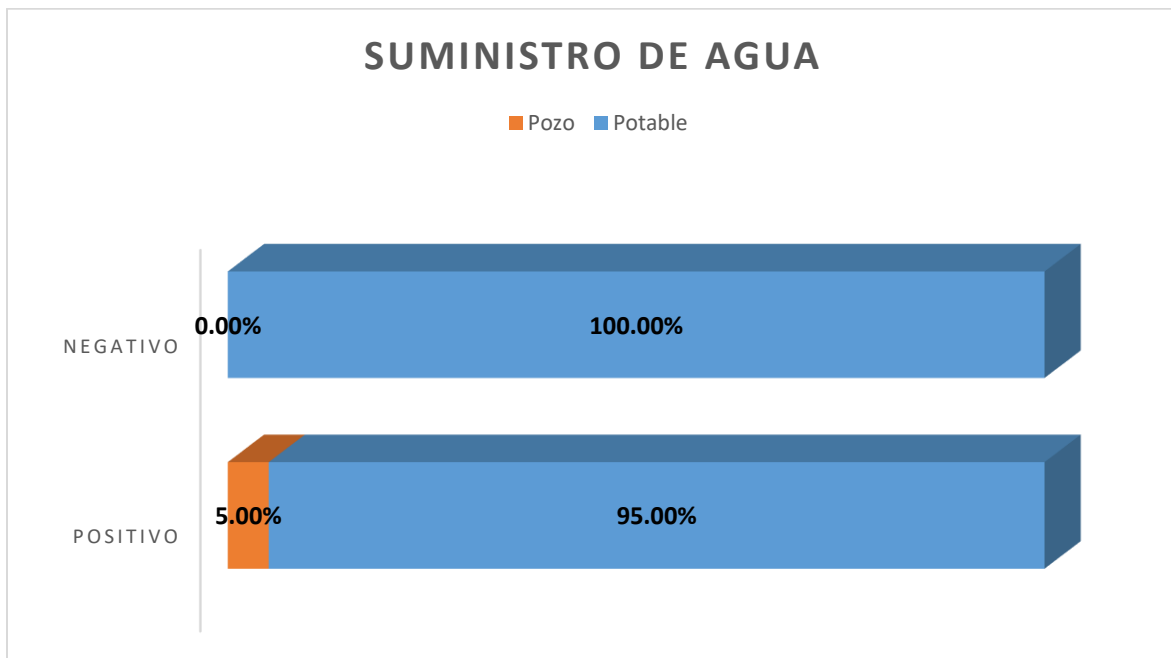 SUMINISTRO DE AGUA
Pozo Potable
NEGATIVO 0.00% 100.00%
POSITIVO 5.00% 95.00%